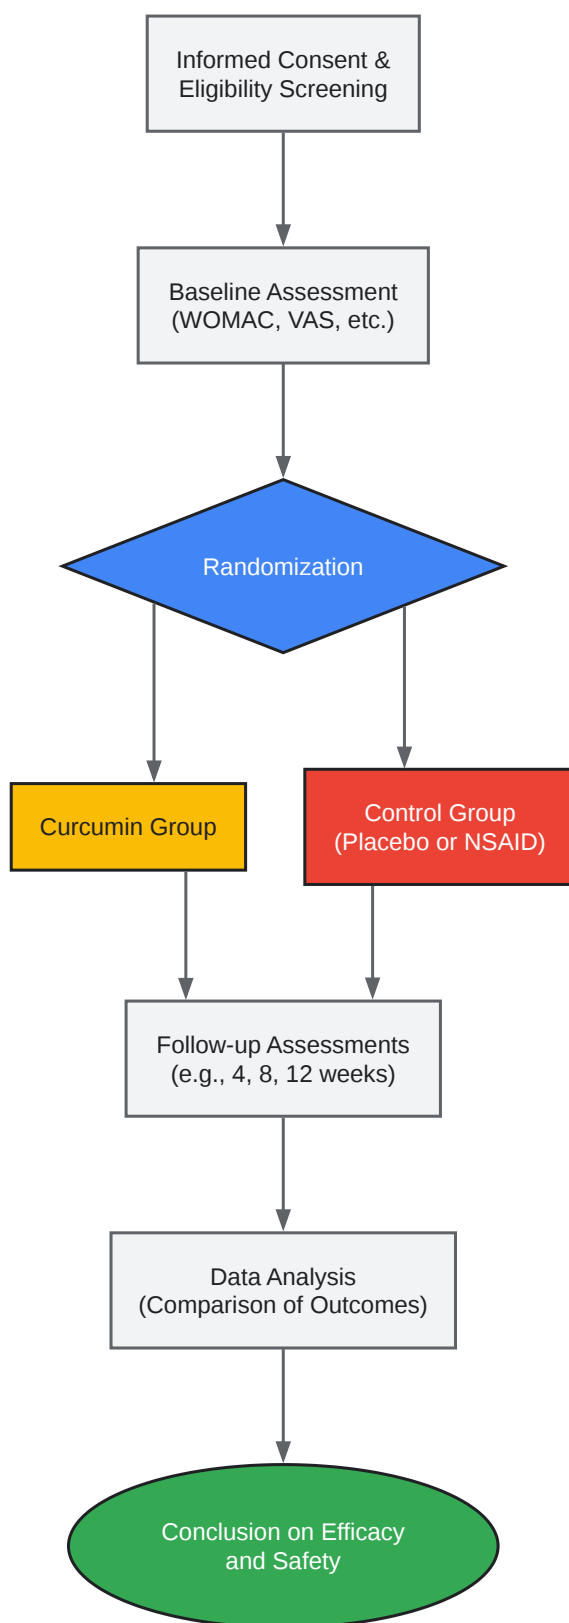 Informed Consent &
Eligibility Screening
Baseline Assessment
(WOMAC, VAS, etc.)
Randomization
Curcumin Group
Control Group
(Placebo or NSAID)
Follow-up Assessments
(e.g., 4, 8, 12 weeks)
Data Analysis
(Comparison of Outcomes)
Conclusion on Efficacy
and Safety